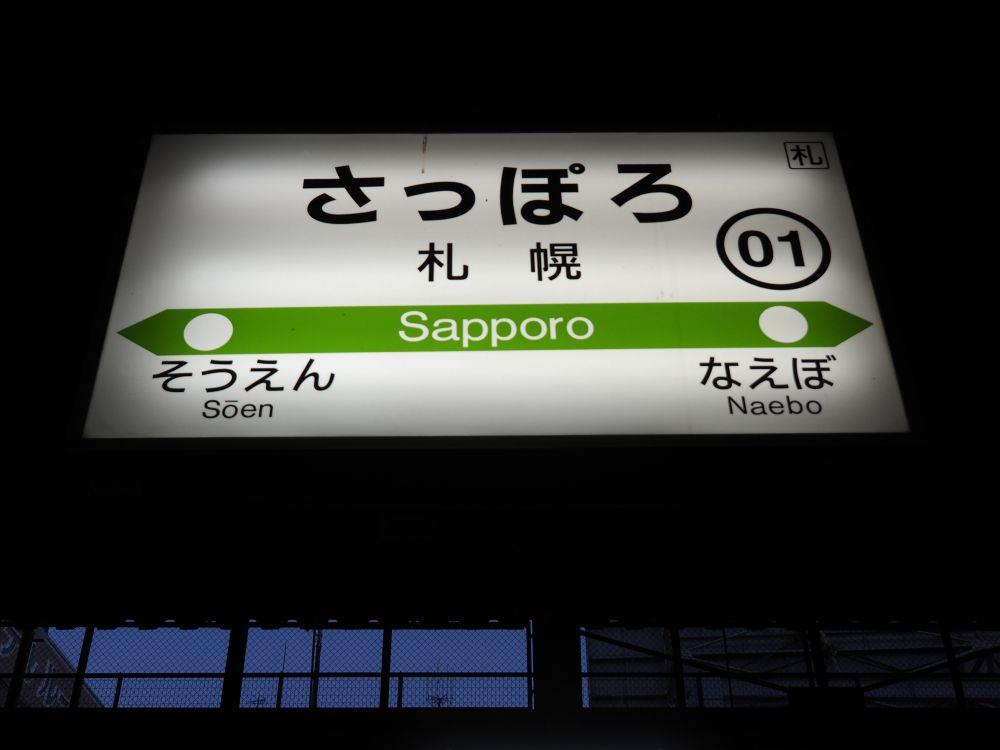 札
さっぽろ
01
札幌
Sapporo
そうえん なえぼ
Sōen Naebo